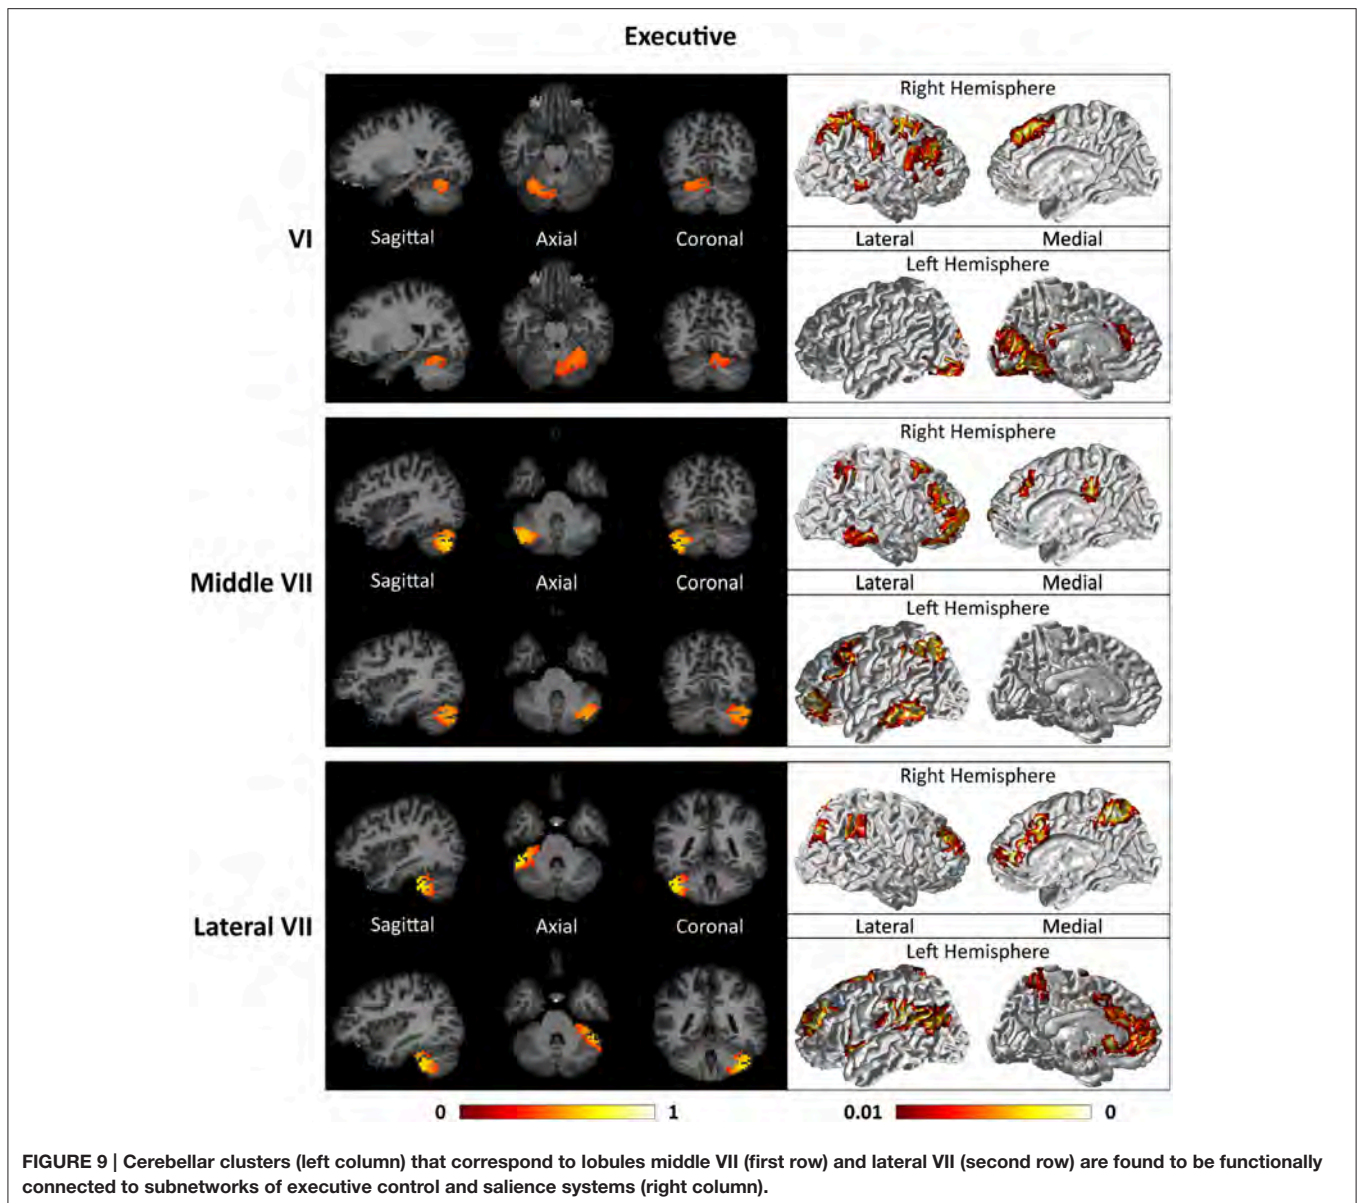 Executive
Right Hemisphere
VI
Sagittal Axial Coronal
Lateral Medial
Left Hemisphere
Right Hemisphere
Middle VII
Sagittal Axial Coronal
Lateral Medial
Left Hemisphere
Right Hemisphere
Lateral VII
Sagittal Axial Coronal
Lateral Medial
Left Hemisphere
0 1 0.01 0
FIGURE 9 | Cerebellar clusters (left column) that correspond to lobules middle VII (first row) and lateral VII (second row) are found to be functionally
connected to subnetworks of executive control and salience systems (right column).